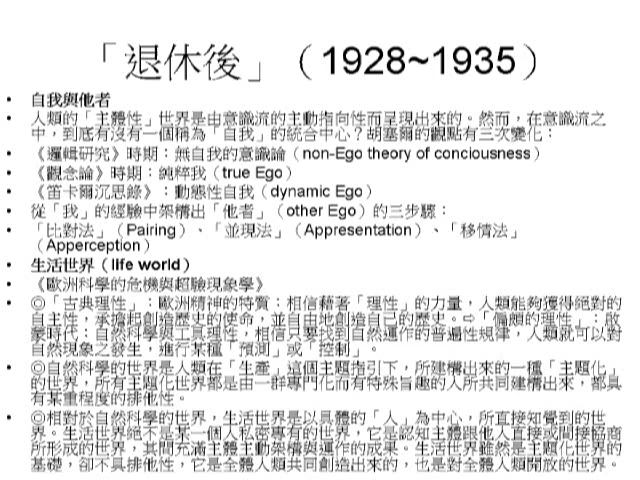 「退休後」（1928~1935）
• 自我與他者
• 人類的「主體性」世界是由意識流的主動指向性而呈現出來的。然而，在意識流之
中，到底有沒有一個稱為「自我」的統合中心？胡塞爾的觀點有三次變化：
• 《邏輯研究》時期：無自我的意識論（non-Ego theory of conciousness）
• 《觀念論》時期：純粹我（true Ego）
• 《笛卡爾沉思錄》：動態性自我（dynamic Ego）
• 從「我」的經驗中架構出「他者」（other Ego）的三步驟：
• 「比對法」（Pairing）、「並現法」（Appresentation）、「移情法」
（Apperception）
• 生活世界（life world）
• 《歐洲科學的危機與超驗現象學》
• ◎「古典理性」：歐洲精神的特質：相信藉著「理性」的力量，人類能夠獲得絕對的
自主性，承擔起創造歷史的使命，並自由地創造自己的歷史。⇨「偏頗的理性」：啟
蒙時代：自然科學與工具理性，相信只要找到自然運作的普遍性規律，人類就可以對
自然現象之發生，進行某種「預測」或「控制」。
• ◎自然科學的世界是人類在「生產」這個主題指引下，所建構出來的一種「主題化」
的世界，所有主題化世界都是由一群專門化而有特殊旨趣的人所共同建構出來，都具
有某重程度的排他性。
• ◎相對於自然科學的世界，生活世界是以具體的「人」為中心，所直接知覺到的世
界。生活世界絕不是某一個人私密專有的世界，它是認知主體跟他人直接或間接協商
所形成的世界，其間充滿主體主動架構與運作的成果。生活世界雖然是主題化世界的
基礎，卻不具排他性，它是全體人類共同創造出來的，也是對全體人類開放的世界。